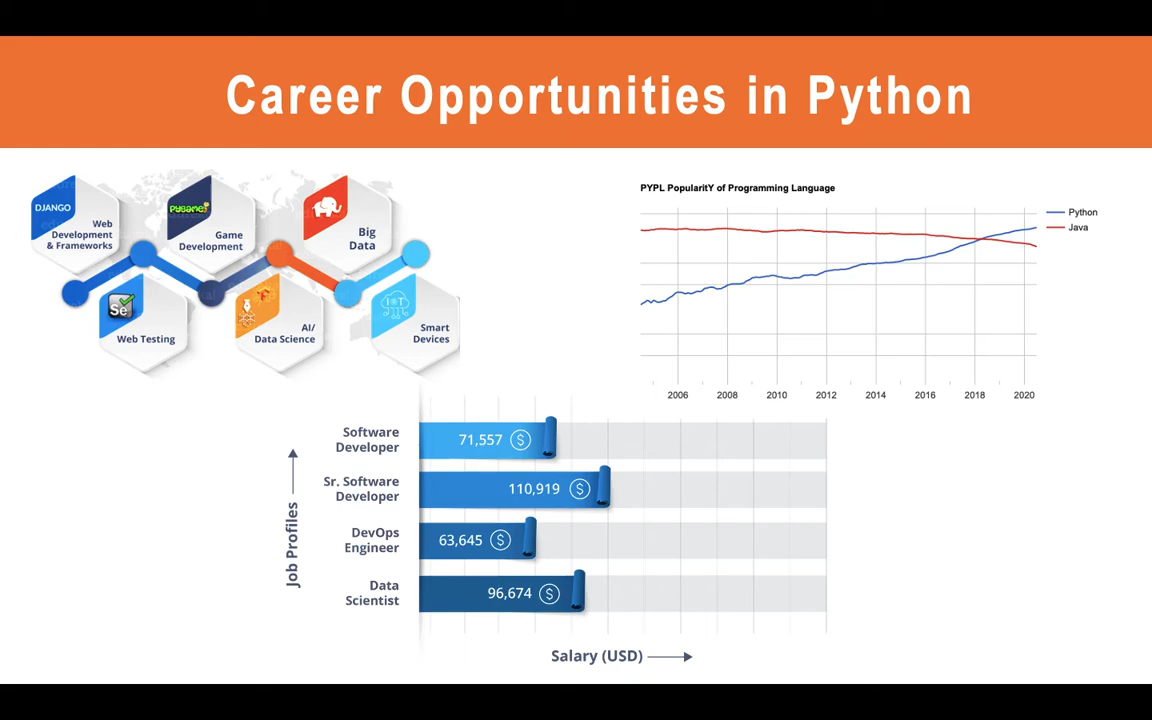 Career Opportunities in Python
DJANGO
Web
Development
& Frameworks
PYGAME
Game
Development
Big
Data
Se
Web Testing
AI/
Data Science
IoT
Smart
Devices
PYPL PopularitY of Programming Language
Python
Java
2006 2008 2010 2012 2014 2016 2018 2020
Job Profiles
Software
Developer
71,557 $
Sr. Software
Developer
110,919 $
DevOps
Engineer
63,645 $
Data
Scientist
96,674 $
Salary (USD)